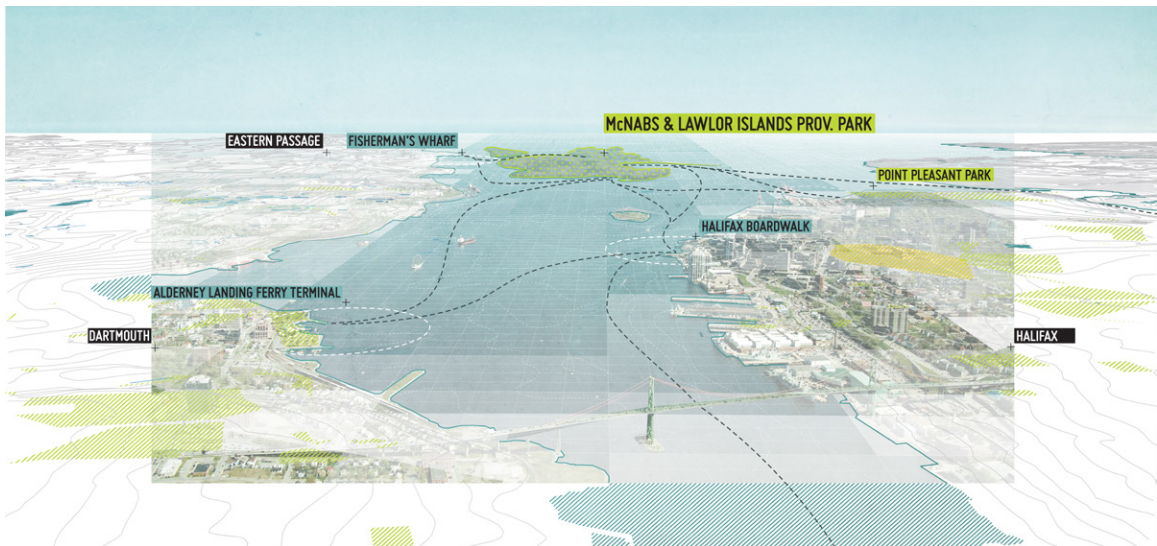 McNABS & LAWLOR ISLANDS PROV. PARK
EASTERN PASSAGE
FISHERMAN'S WHARF
POINT PLEASANT PARK
HALIFAX BOARDWALK
ALDERNEY LANDING FERRY TERMINAL
DARTMOUTH
HALIFAX